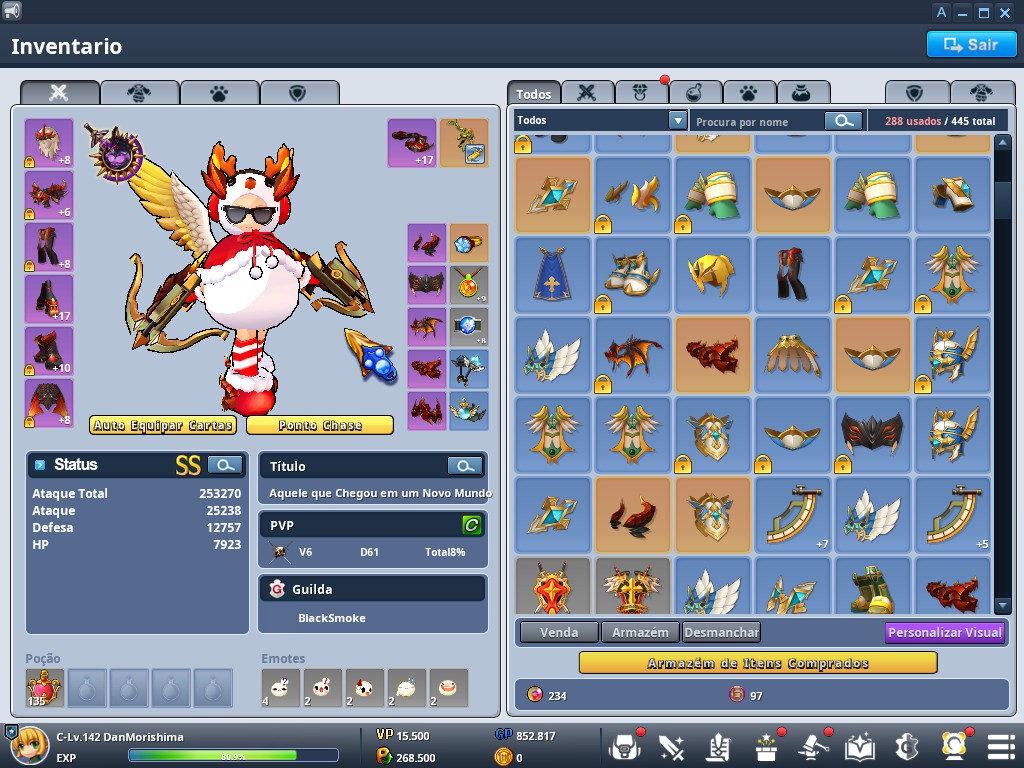 A
Inventario
Sair
Todos
Todos
Procura por nome
288 usados / 445 total
+8
+6
+8
+17
+10
+8
+17
+9
+8
Auto Equipar Cartas
Ponto Chase
+7
+5
Status SS
Ataque Total 253270
Ataque 25238
Defesa 12757
HP 7923
Título
Aquele que Chegou em um Novo Mundo
PVP
V6 D61 Total8%
Guilda
BlackSmoke
Poção
135
Emotes
4 2 2 2 2
Venda Armazém Desmanchar Personalizar Visual
Armazém de Itens Comprados
234 97
C-Lv.142 DanMorishima
EXP 80.9%
VP 15.500
GP 852.817
268.500
0